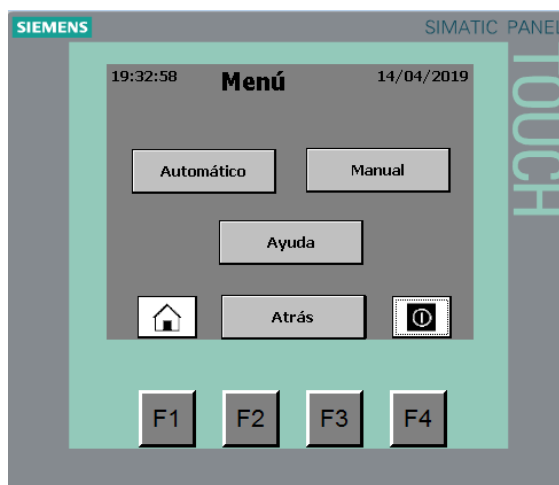 SIEMENS
SIMATIC PANEL
TOUCH
19:32:58 Menú 14/04/2019
Automático Manual
Ayuda
Atrás
F1 F2 F3 F4